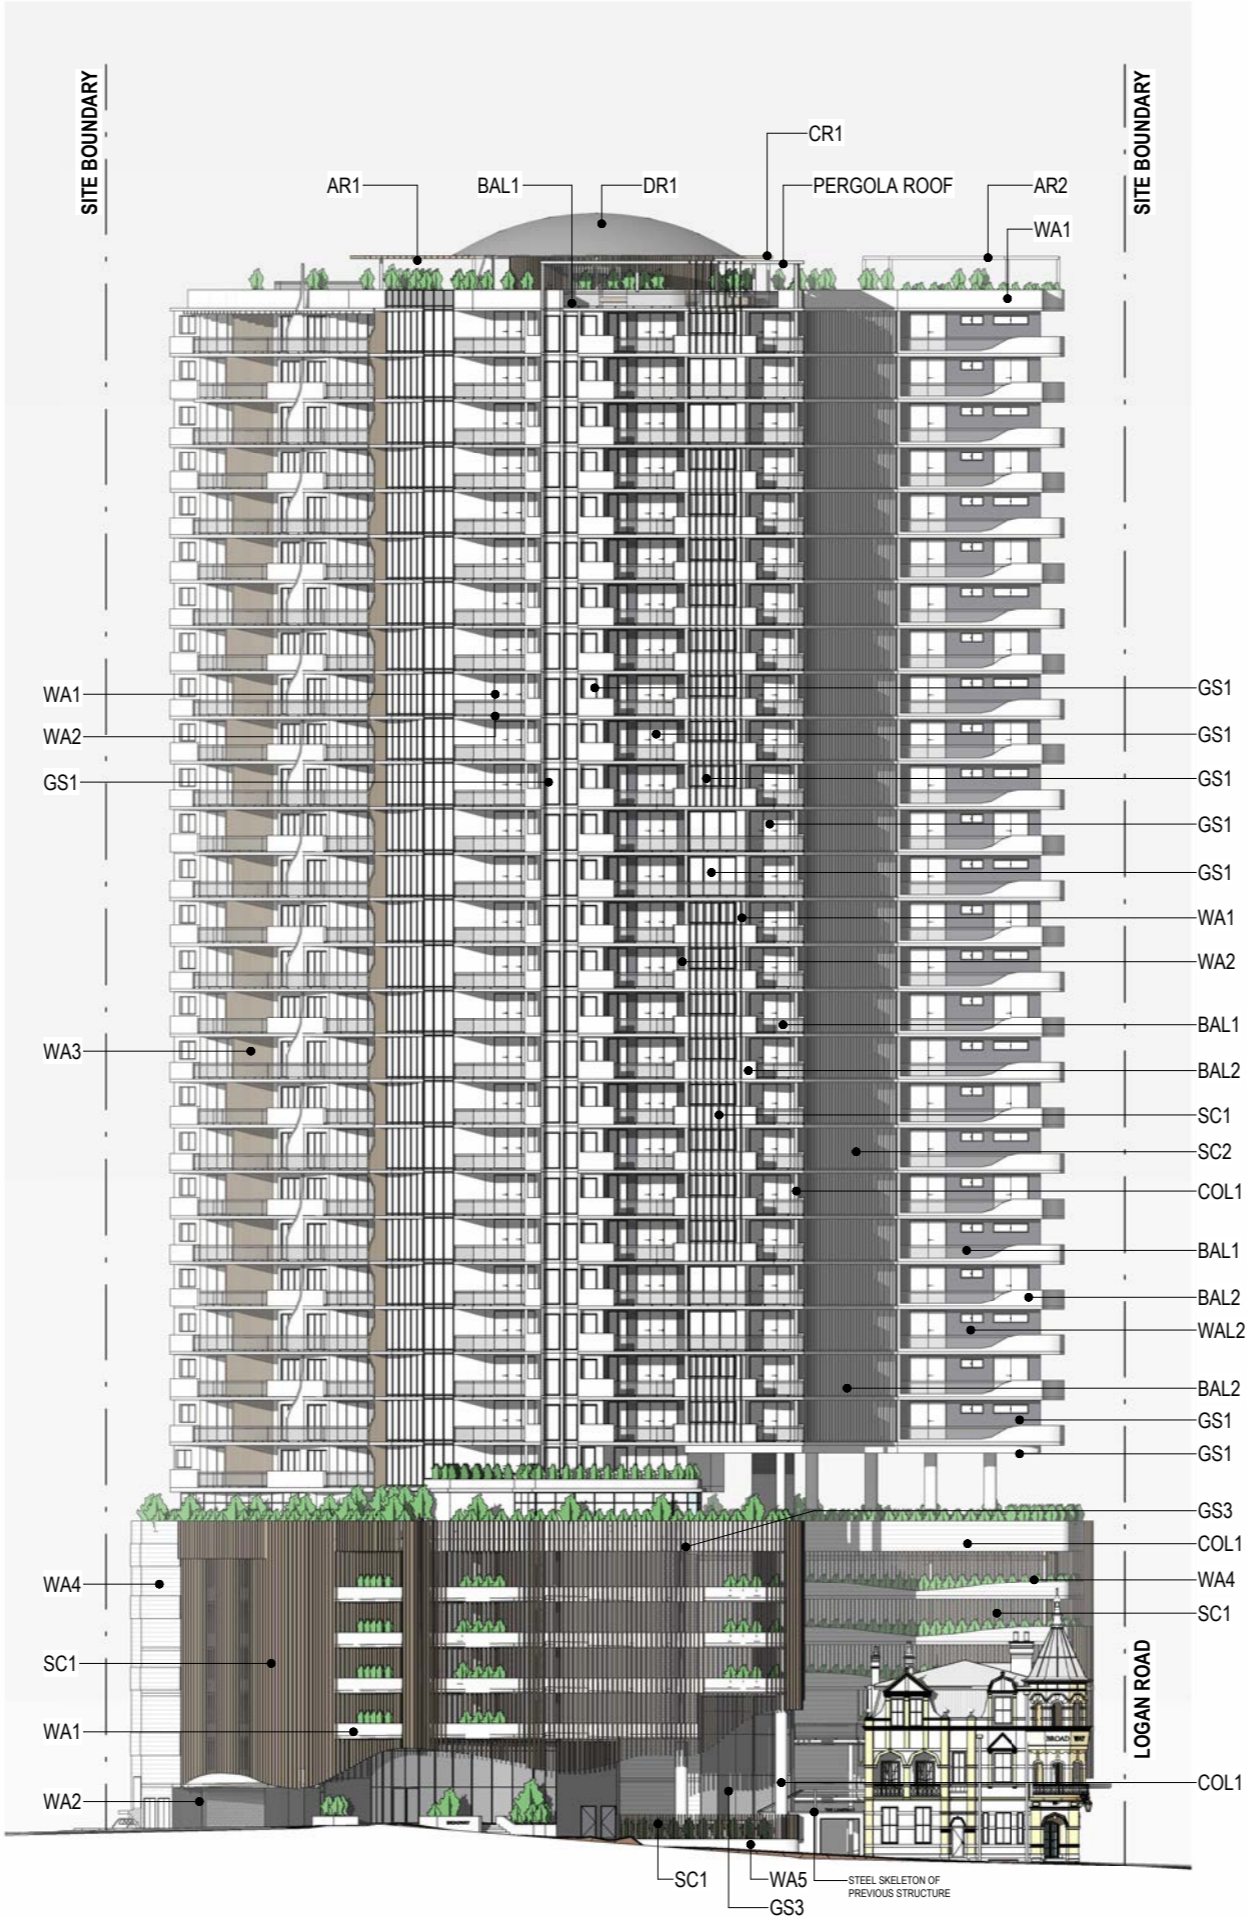 SITE BOUNDARY
SITE BOUNDARY
CR1
AR1
BAL1
DR1
PERGOLA ROOF
AR2
WA1
WA1
WA2
GS1
WA3
WA4
SC1
WA1
WA2
GS1
GS1
GS1
GS1
GS1
WA1
WA2
BAL1
BAL2
SC1
SC2
COL1
BAL1
BAL2
WAL2
BAL2
GS1
GS1
GS3
COL1
WA4
SC1
LOGAN ROAD
COL1
BROADWAY
BROADWAY
SC1
WA5
GS3
STEEL SKELETON OF
PREVIOUS STRUCTURE